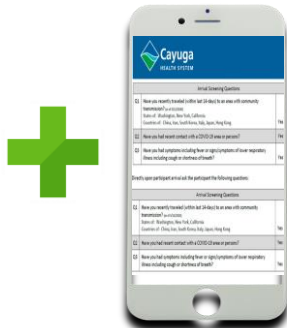 Cayuga
HEALTH SYSTEM
Arrival Screening Questions
Q1 Have you recently traveled (within last 14-days) to an area with community
transmission?
States of: Washington, New York, California.
Countries of: China, Iran, South Korea, Italy, Japan, Hong Kong Yes
Q2 Have you had recent contact with a COVID-19 area or persons? Yes
Q3 Have you had symptoms including fever or signs/symptoms of lower respiratory
illness including cough or shortness of breath? Yes
Directly upon participant arrival ask the participant the following questions:
Arrival Screening Questions
Q1 Have you recently traveled (within last 14-days) to an area with community
transmission?
States of: Washington, New York, California.
Countries of: China, Iran, South Korea, Italy, Japan, Hong Kong Yes
Q2 Have you had recent contact with a COVID-19 area or persons? Yes
Q3 Have you had symptoms including fever or signs/symptoms of lower respiratory
illness including cough or shortness of breath? Yes